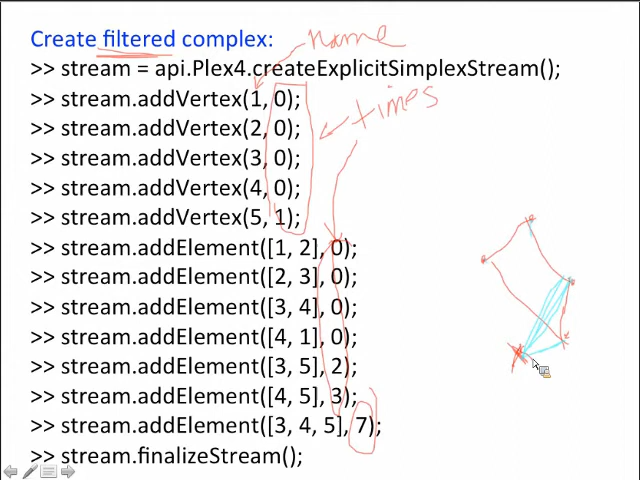 Create filtered complex:
name
>> stream = api.Plex4.createExplicitSimplexStream();
>> stream.addVertex(1, 0);
times
>> stream.addVertex(2, 0);
>> stream.addVertex(3, 0);
>> stream.addVertex(4, 0);
>> stream.addVertex(5, 1);
>> stream.addElement([1, 2], 0);
>> stream.addElement([2, 3], 0);
>> stream.addElement([3, 4], 0);
>> stream.addElement([4, 1], 0);
>> stream.addElement([3, 5], 2);
>> stream.addElement([4, 5], 3);
>> stream.addElement([3, 4, 5], 7);
>> stream.finalizeStream();